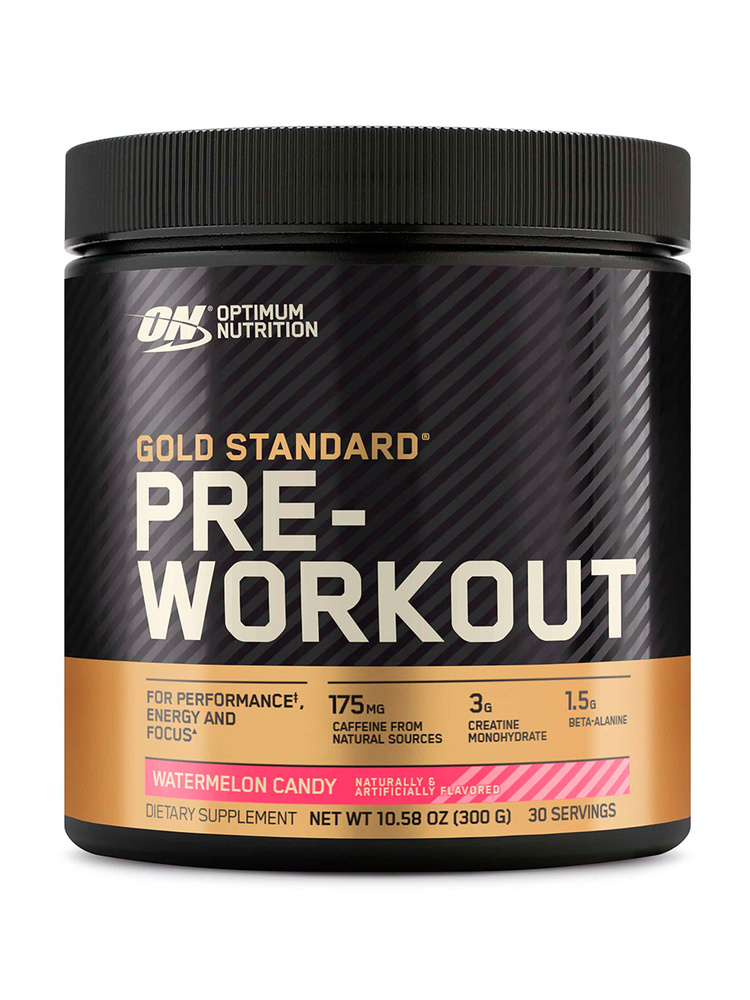 ON® OPTIMUM
NUTRITION
GOLD STANDARD®
PRE-
WORKOUT
FOR PERFORMANCE‡,
ENERGY AND
FOCUS▲
175MG
CAFFEINE FROM
NATURAL SOURCES
3G
CREATINE
MONOHYDRATE
1.5G
BETA-ALANINE
WATERMELON CANDY
NATURALLY &
ARTIFICIALLY FLAVORED
DIETARY SUPPLEMENT NET WT 10.58 OZ (300 G) 30 SERVINGS